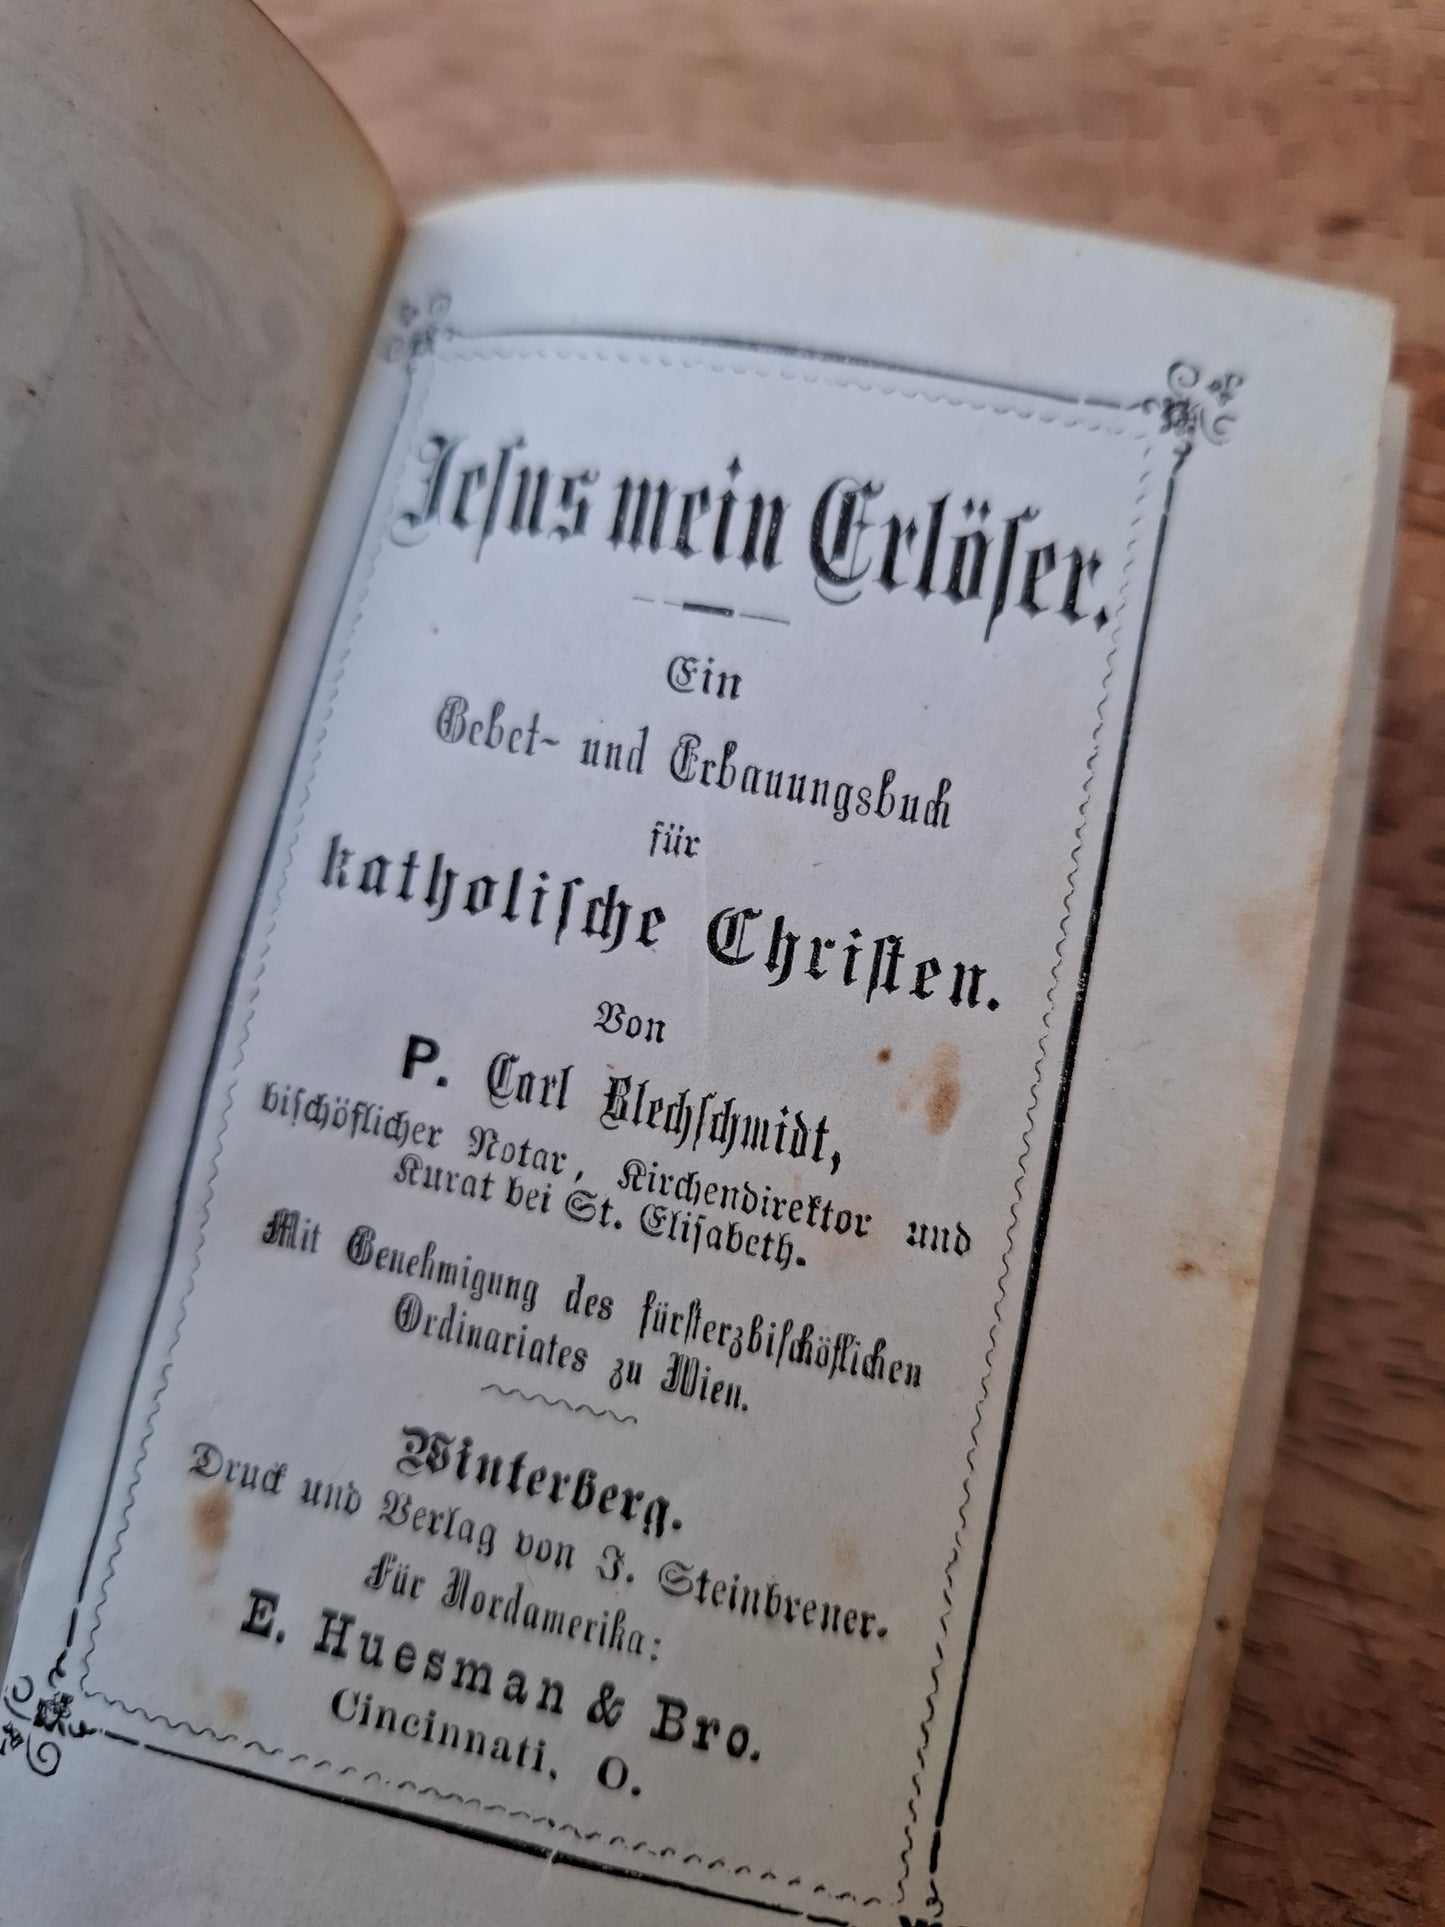 Jesus mein Erlöser.
Ein
Gebet- und Erbauungsbuch
für
katholische Christen.
Von
P. Carl Blechschmidt,
bischöflicher Notar, Kirchendirektor und
Kurat bei St. Elisabeth.
Mit Genehmigung des fürsterzbischöflichen
Ordinariates zu Wien.
Winterberg.
Druck und Verlag von J. Steinbrener.
Für Nordamerika:
E. Huesman & Bro.
Cincinnati, O.